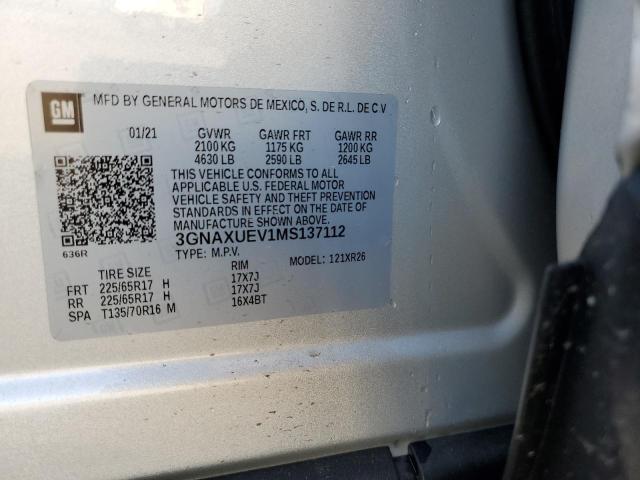 GM MFD BY GENERAL MOTORS DE MEXICO, S. DE R.L. DE C.V
01/21 GVWR GAWR FRT GAWR RR
2100 KG 1175 KG 1200 KG
4630 LB 2590 LB 2645 LB
THIS VEHICLE CONFORMS TO ALL
APPLICABLE U.S. FEDERAL MOTOR
VEHICLE SAFETY AND THEFT PREVENTION
STANDARDS IN EFFECT ON THE DATE OF
MANUFACTURE SHOWN ABOVE.
636R 3GNAXUEV1MS137112
TYPE: M.P.V. MODEL: 121XR26
TIRE SIZE RIM
FRT 225/65R17 H 17X7J
RR 225/65R17 H 17X7J
SPA T135/70R16 M 16X4BT